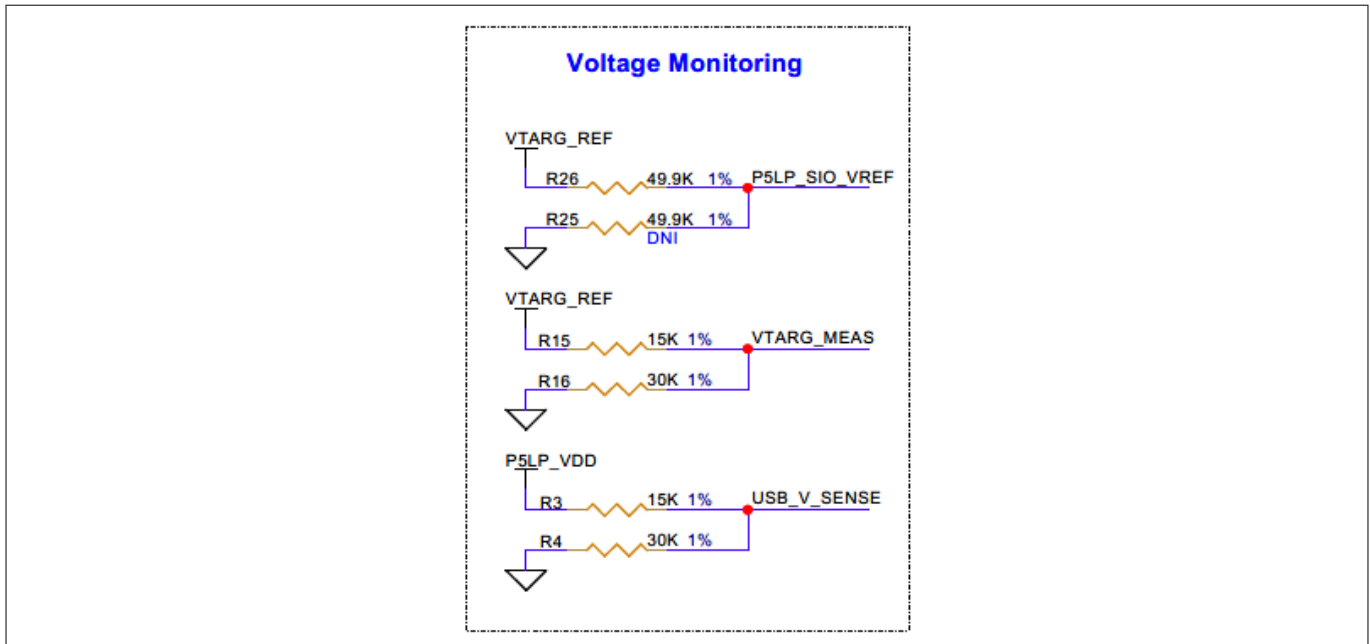 Voltage Monitoring
VTARG_REF
R26 49.9K 1% P5LP_SIO_VREF
R25 49.9K 1%
DNI
VTARG_REF
R15 15K 1% VTARG_MEAS
R16 30K 1%
P5LP_VDD
R3 15K 1% USB_V_SENSE
R4 30K 1%